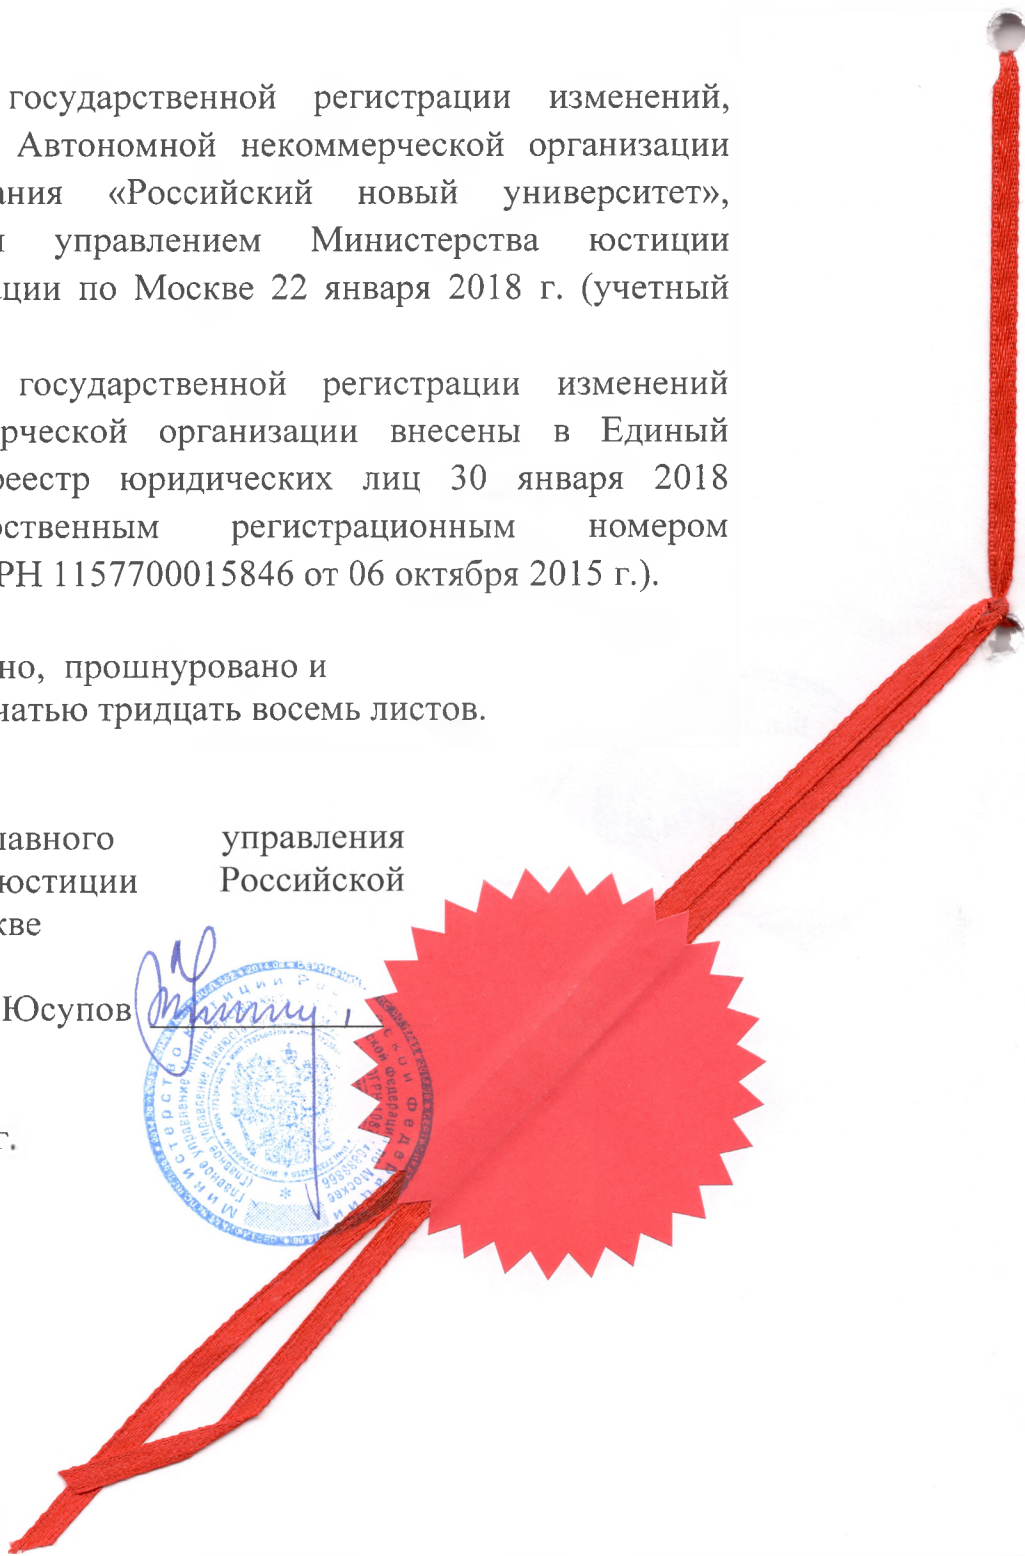 государственной регистрации изменений,
Автономной некоммерческой организации
ания «Российский новый университет»,
управлением Министерства юстиции
ации по Москве 22 января 2018 г. (учетный
государственной регистрации изменений
рческой организации внесены в Единый
реестр юридических лиц 30 января 2018
рственным регистрационным номером
РН 1157700015846 от 06 октября 2015 г.).
но, прошнуровано и
чатью тридцать восемь листов.
лавного управления
юстиции Российской
кве
Юсупов
г.